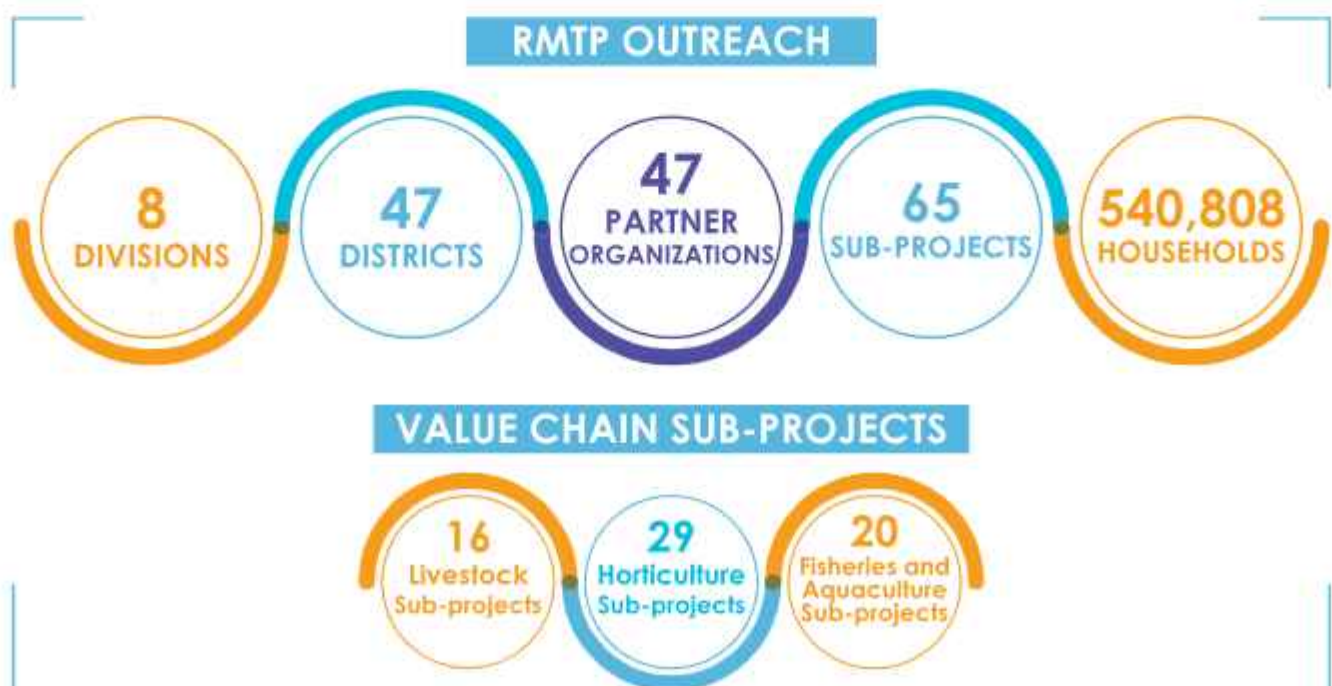 RMTP OUTREACH
8
DIVISIONS
47
DISTRICTS
47
PARTNER
ORGANIZATIONS
65
SUB-PROJECTS
540,808
HOUSEHOLDS
VALUE CHAIN SUB-PROJECTS
16
Livestock
Sub-projects
29
Horticulture
Sub-projects
20
Fisheries and
Aquaculture
Sub-projects